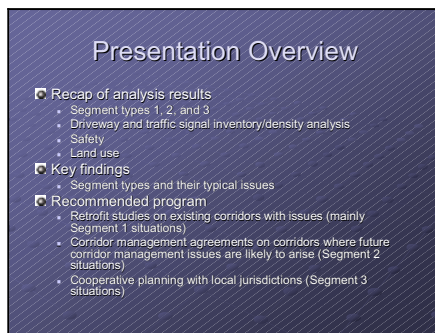 Presentation Overview
Recap of analysis results
Segment types 1, 2, and 3
Driveway and traffic signal inventory/density analysis
Safety
Land use
Key findings
Segment types and their typical issues
Recommended program
Retrofit studies on existing corridors with issues (mainly
Segment 1 situations)
Corridor management agreements on corridors where future
corridor management issues are likely to arise (Segment 2
situations)
Cooperative planning with local jurisdictions (Segment 3
situations)